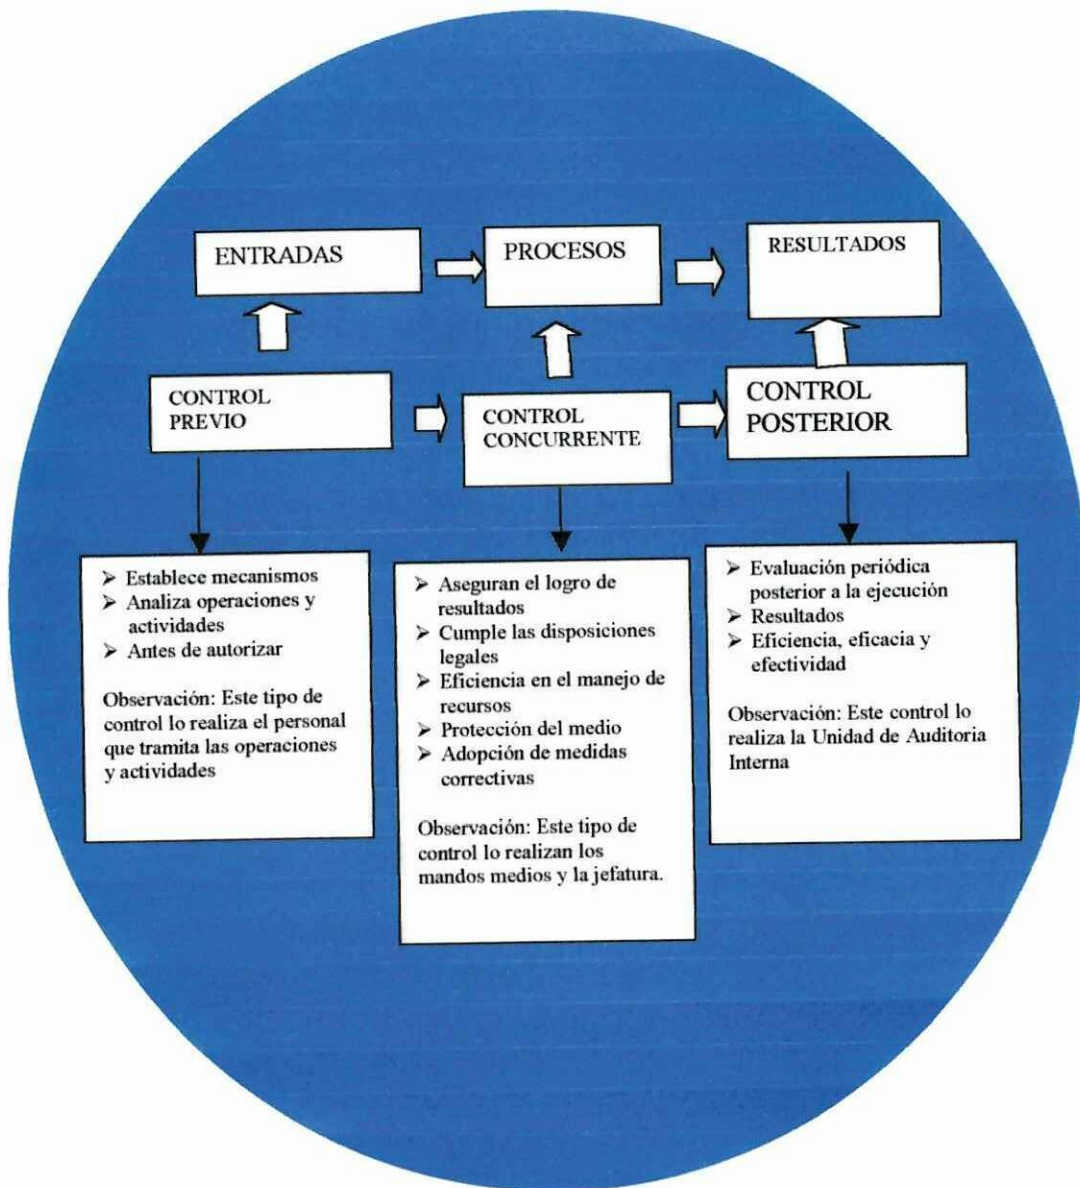 ENTRADAS
PROCESOS
RESULTADOS
CONTROL
PREVIO
CONTROL
CONCURRENTE
CONTROL
POSTERIOR
➤ Establece mecanismos
➤ Analiza operaciones y
actividades
➤ Antes de autorizar
Observación: Este tipo de
control lo realiza el personal
que tramita las operaciones
y actividades
➤ Aseguran el logro de
resultados
➤ Cumple las disposiciones
legales
➤ Eficiencia en el manejo de
recursos
➤ Protección del medio
➤ Adopción de medidas
correctivas
Observación: Este tipo de
control lo realizan los
mandos medios y la jefatura.
➤ Evaluación periódica
posterior a la ejecución
➤ Resultados
➤ Eficiencia, eficacia y
efectividad
Observación: Este control lo
realiza la Unidad de Auditoria
Interna